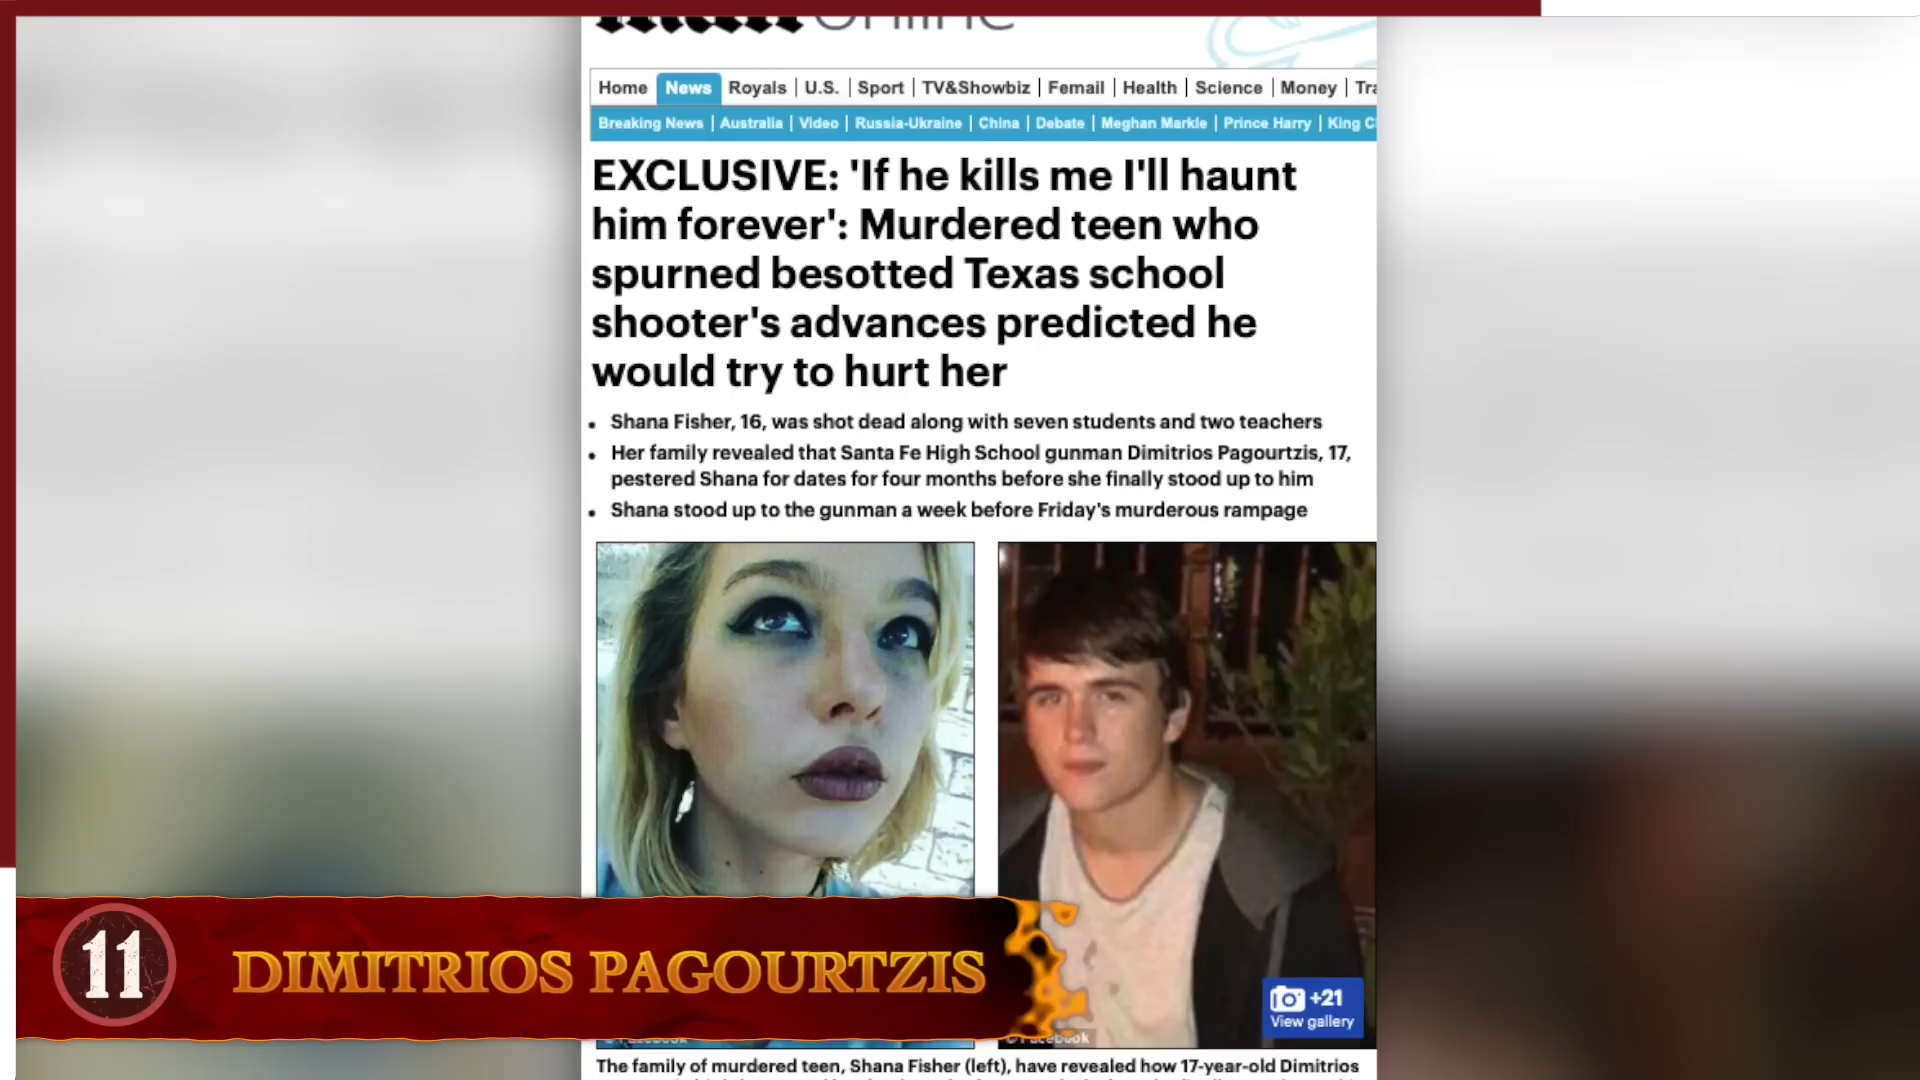 Home News Royals U.S. Sport TV&Showbiz Femail Health Science Money
Breaking News Australia Video Russia-Ukraine China Debate Meghan Markle Prince Harry King
EXCLUSIVE: 'If he kills me I'll haunt
him forever': Murdered teen who
spurned besotted Texas school
shooter's advances predicted he
would try to hurt her
Shana Fisher, 16, was shot dead along with seven students and two teachers
Her family revealed that Santa Fe High School gunman Dimitrios Pagourtzis, 17,
pestered Shana for dates for four months before she finally stood up to him
Shana stood up to the gunman a week before Friday's murderous rampage
+21
View gallery
11
DIMITRIOS PAGOURTZIS
The family of murdered teen, Shana Fisher (left), have revealed how 17-year-old Dimitrios